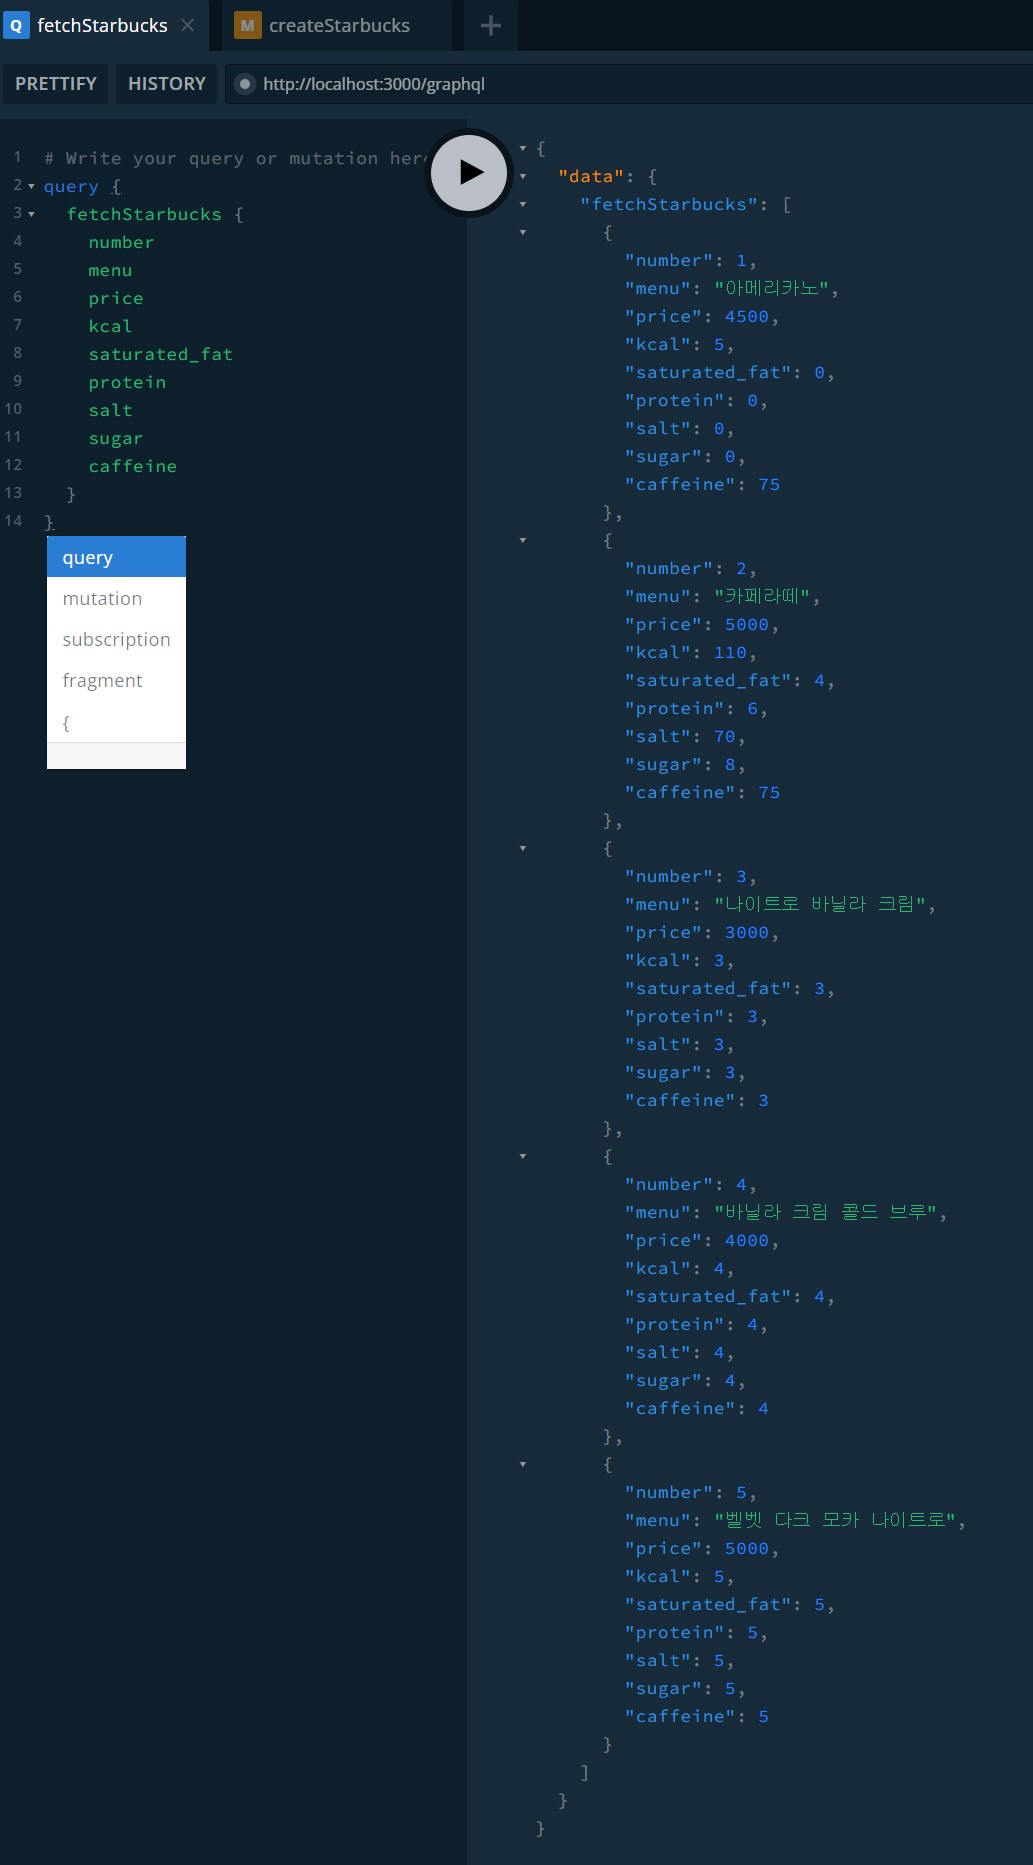 fetchStarbucks
createStarbucks
PRETTIFY
HISTORY
http://localhost:3000/graphql
1 # Write your query or mutation here
2 query {
3 fetchStarbucks {
4 number
5 menu
6 price
7 kcal
8 saturated_fat
9 protein
10 salt
11 sugar
12 caffeine
13 }
14 }
query
mutation
subscription
fragment
{
{
"data": {
"fetchStarbucks": [
{
"number": 1,
"menu": "아메리카노",
"price": 4500,
"kcal": 5,
"saturated_fat": 0,
"protein": 0,
"salt": 0,
"sugar": 0,
"caffeine": 75
},
{
"number": 2,
"menu": "카페라떼",
"price": 5000,
"kcal": 110,
"saturated_fat": 4,
"protein": 6,
"salt": 70,
"sugar": 8,
"caffeine": 75
},
{
"number": 3,
"menu": "나이트로 바닐라 크림",
"price": 3000,
"kcal": 3,
"saturated_fat": 3,
"protein": 3,
"salt": 3,
"sugar": 3,
"caffeine": 3
},
{
"number": 4,
"menu": "바닐라 크림 콜드 브루",
"price": 4000,
"kcal": 4,
"saturated_fat": 4,
"protein": 4,
"salt": 4,
"sugar": 4,
"caffeine": 4
},
{
"number": 5,
"menu": "벨벳 다크 모카 나이트로",
"price": 5000,
"kcal": 5,
"saturated_fat": 5,
"protein": 5,
"salt": 5,
"sugar": 5,
"caffeine": 5
}
]
}
}